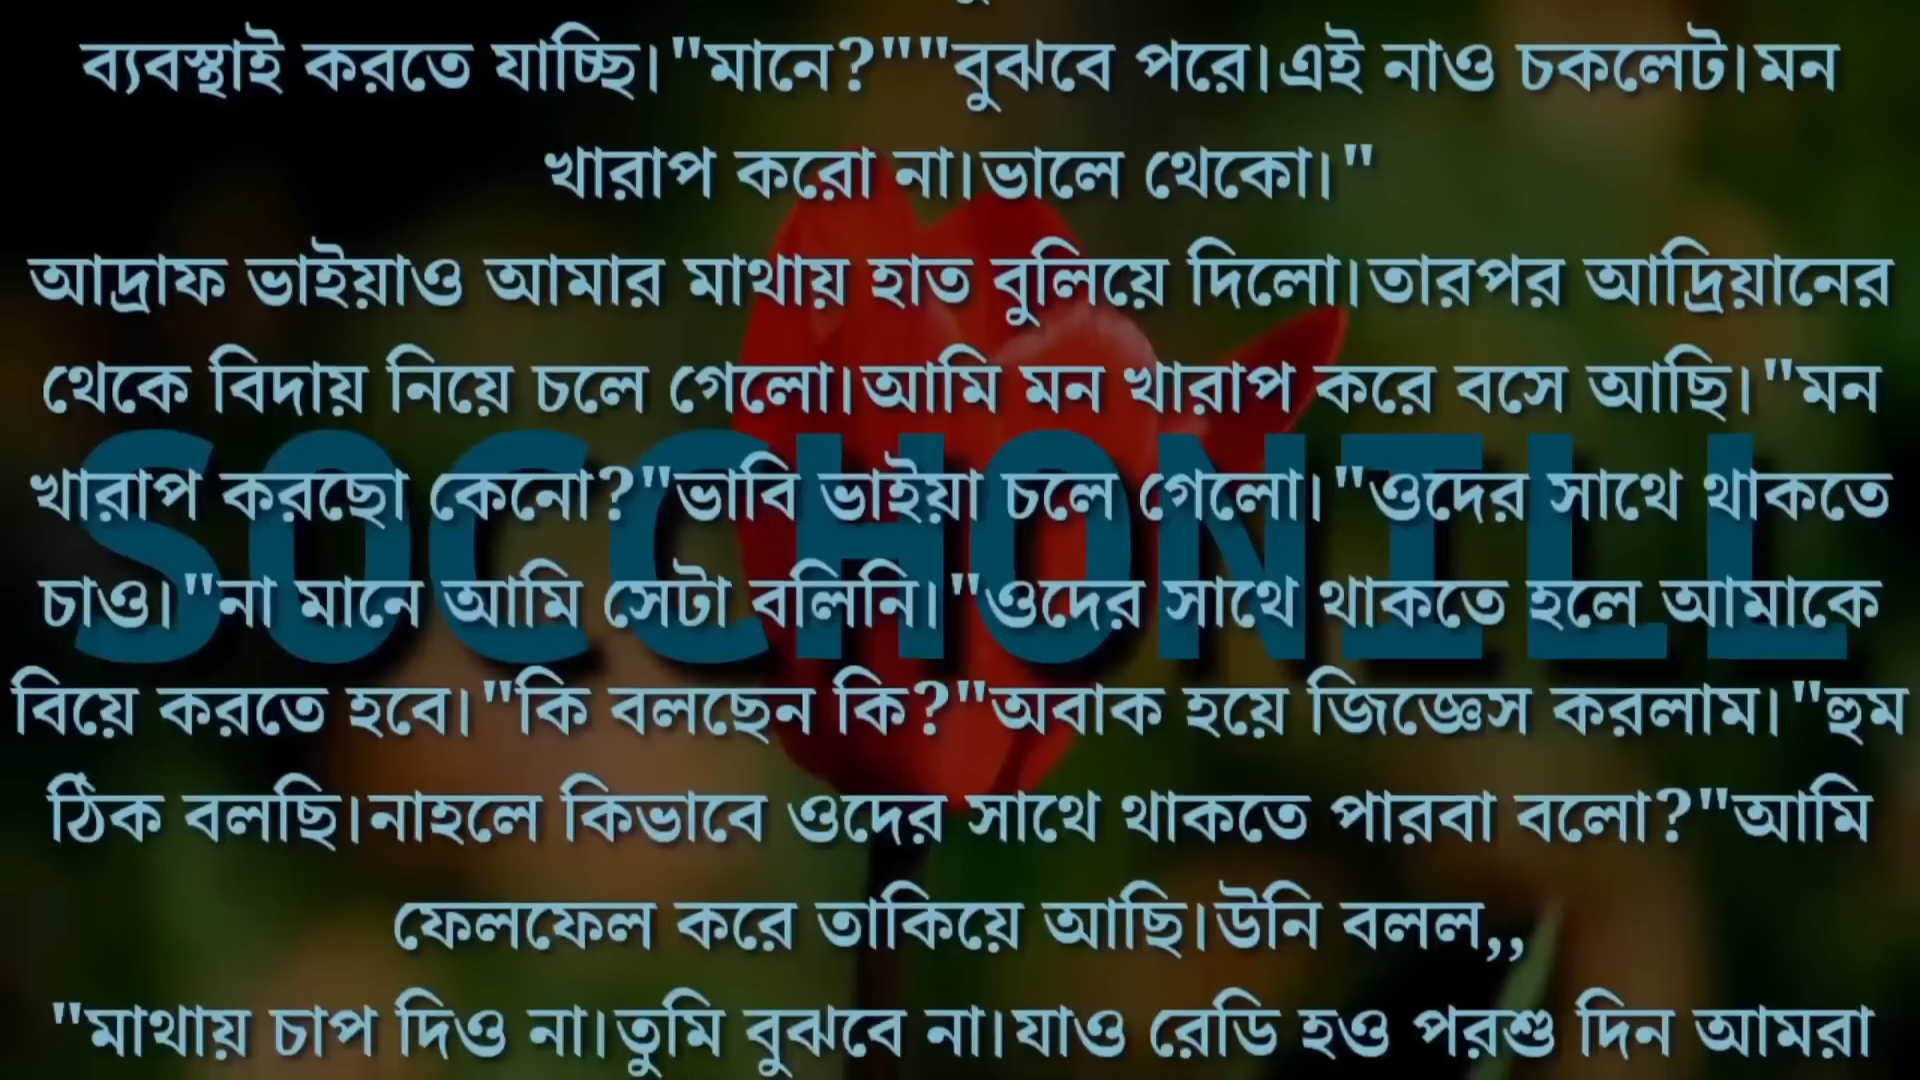 ব্যবস্থাই করতে যাচ্ছি।"মানে?""বুঝবে পরে।এই নাও চকলেট।মন
খারাপ করো না।ভালে থেকো।"
আদ্রাফ ভাইয়াও আমার মাথায় হাত বুলিয়ে দিলো।তারপর আদ্রিয়ানের
থেকে বিদায় নিয়ে চলে গেলো।আমি মন খারাপ করে বসে আছি।"মন
খারাপ করছো কেনো?"ভাবি ভাইয়া চলে গেলো।"ওদের সাথে থাকতে
SOCCHONILL
চাও।"না মানে আমি সেটা বলিনি।"ওদের সাথে থাকতে হলে আমাকে
বিয়ে করতে হবে।"কি বলছেন কি?"অবাক হয়ে জিজ্ঞেস করলাম।"হুম
ঠিক বলছি।নাহলে কিভাবে ওদের সাথে থাকতে পারবা বলো?"আমি
ফেলফেল করে তাকিয়ে আছি।উনি বলল,,
"মাথায় চাপ দিও না।তুমি বুঝবে না।যাও রেডি হও পরশু দিন আমরা